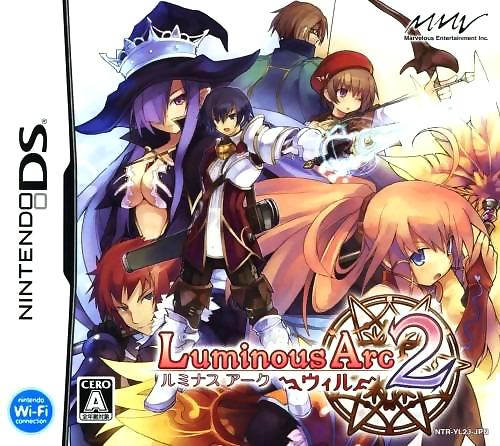 NINTENDO DS®
Marvelous Entertainment Inc.
Luminous Arc 2
ルミナス アーク ウィル
nintendo
Wi-Fi
connection
CERO
A
全年齢対象
NTR-YL2J-JPN